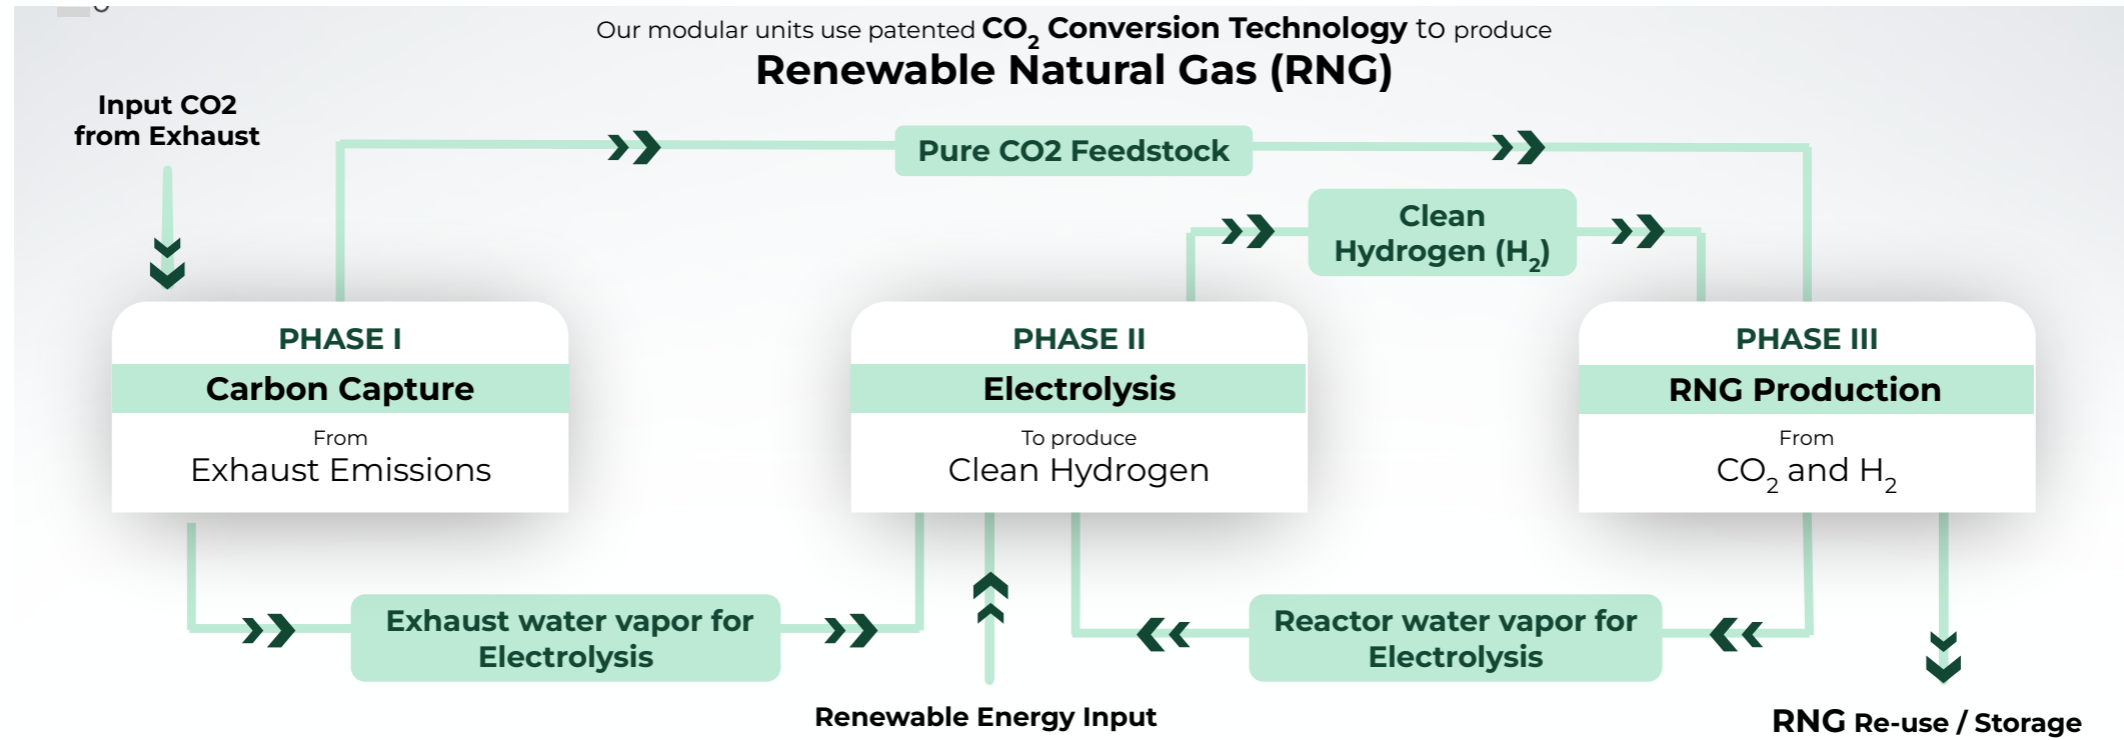 Our modular units use patented CO₂ Conversion Technology to produce
Renewable Natural Gas (RNG)
Input CO2
from Exhaust
Pure CO2 Feedstock
Clean
Hydrogen (H₂)
PHASE I
Carbon Capture
From
Exhaust Emissions
PHASE II
Electrolysis
To produce
Clean Hydrogen
PHASE III
RNG Production
From
CO₂ and H₂
Exhaust water vapor for
Electrolysis
Reactor water vapor for
Electrolysis
Renewable Energy Input
RNG Re-use / Storage